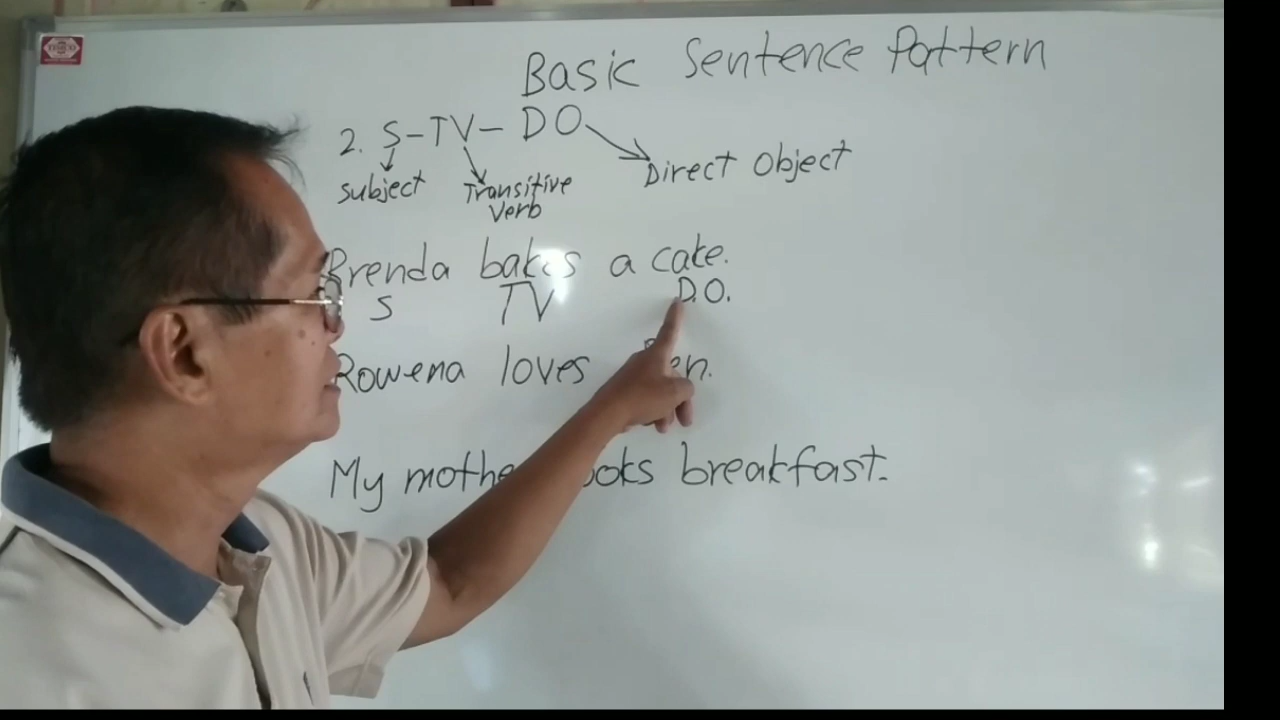 Basic Sentence Pattern
2. S-TV- DO
Subject Transitive Verb Direct Object
Brenda bakes a cake.
S TV D.O.
Rowena loves
My breakfast.